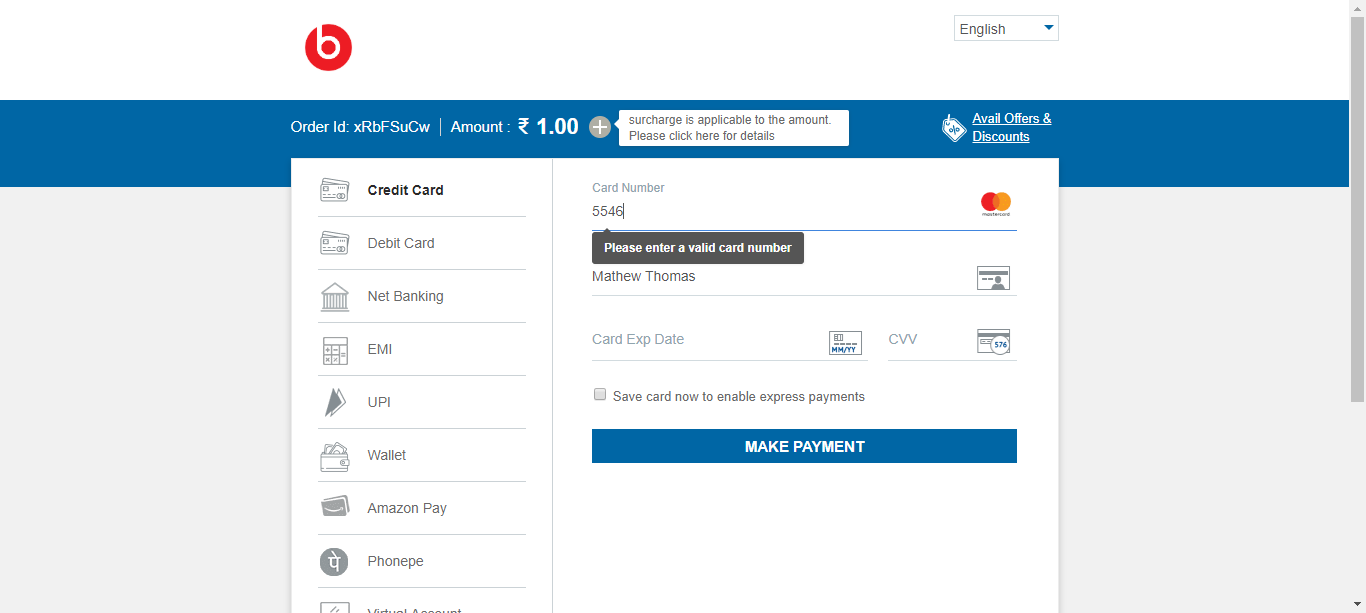 b
English
Order Id: xRbFSuCw
Amount : ₹ 1.00
surcharge is applicable to the amount.
Please click here for details
Avail Offers &
Discounts
Credit Card
Debit Card
Net Banking
EMI
UPI
Wallet
Amazon Pay
पे
Phonepe
Virtual Account
Card Number
5546
mastercard
Please enter a valid card number
Mathew Thomas
Card Exp Date
MM/YY
CVV
576
Save card now to enable express payments
MAKE PAYMENT